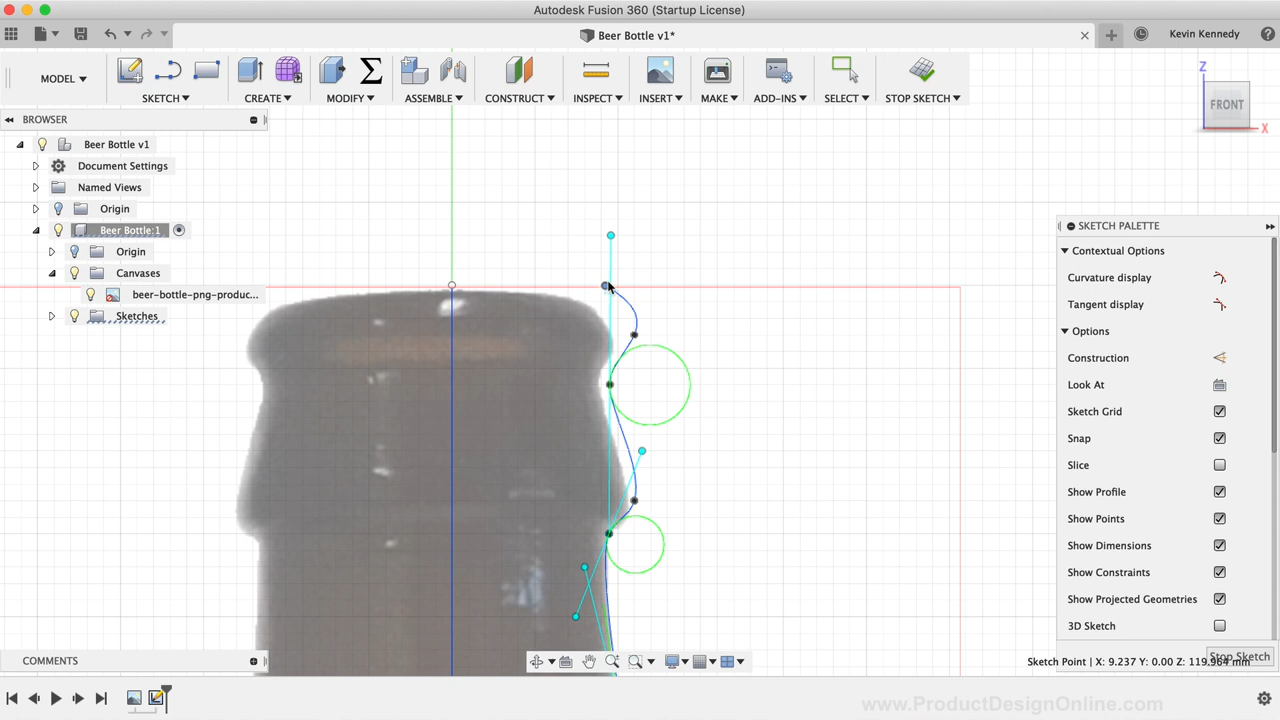 Autodesk Fusion 360 (Startup License)
Beer Bottle v1*
Kevin Kennedy
MODEL
SKETCH
CREATE
MODIFY
ASSEMBLE
CONSTRUCT
INSPECT
INSERT
MAKE
ADD-INS
SELECT
STOP SKETCH
BROWSER
Beer Bottle v1
Document Settings
Named Views
Origin
Beer Bottle:1
Origin
Canvases
beer-bottle-png-produc...
Sketches
Z
FRONT
X
SKETCH PALETTE
Contextual Options
Curvature display
Tangent display
Options
Construction
Look At
Sketch Grid
Snap
Slice
Show Profile
Show Points
Show Dimensions
Show Constraints
Show Projected Geometries
3D Sketch
Stop Sketch
COMMENTS
Sketch Point | X: 9.237 Y: 0.00 Z: 119.964 mm
www.ProductDesignOnline.com